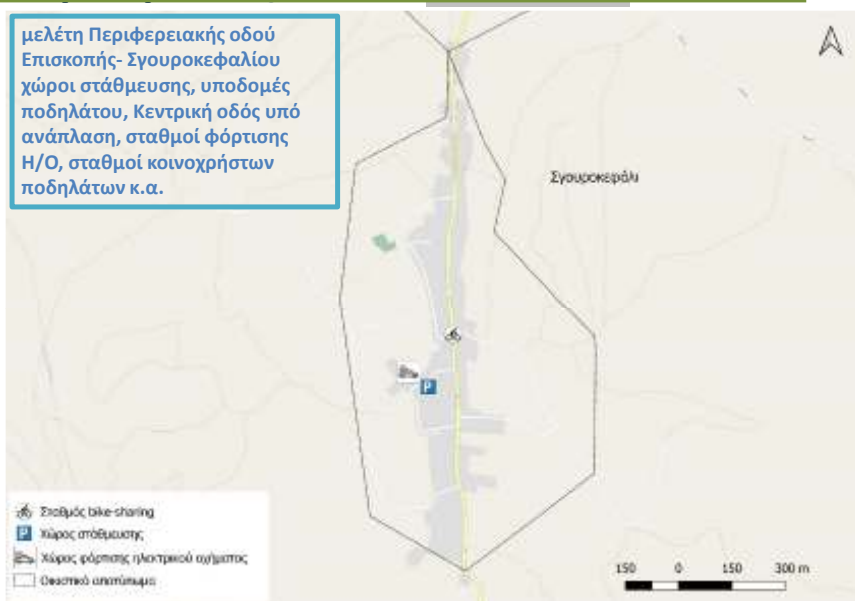 μελέτη Περιφερειακής οδού
Επισκοπής- Σγουροκεφαλίου
χώροι στάθμευσης, υποδομές
ποδηλάτου, Κεντρική οδός υπό
ανάπλαση, σταθμοί φόρτισης
Η/Ο, σταθμοί κοινοχρήστων
ποδηλάτων κ.α.
Σγουροκεφάλι
P
Σταθμός bike-sharing
P Χώρος στάθμευσης
Χώρος φόρτισης ηλεκτρικού οχήματος
Οικιστικό αποτύπωμα
150 0 150 300 m